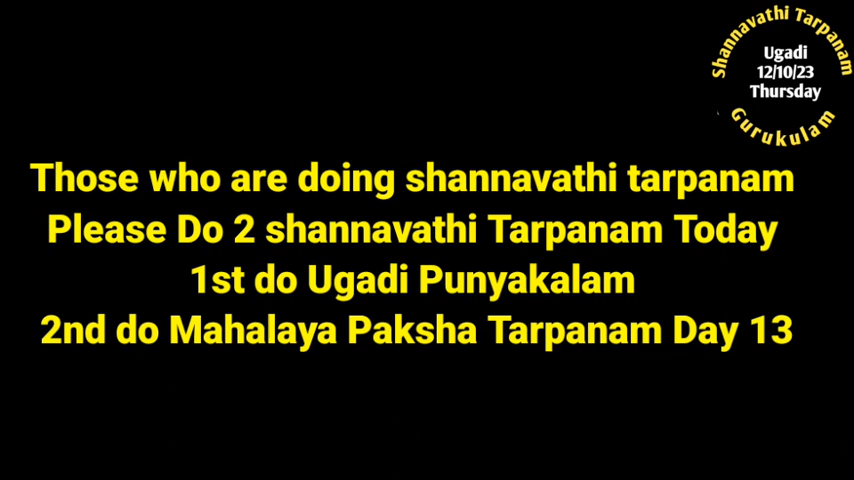 Shannavathi Tarpanam
Ugadi
12/10/23
Thursday
Gurukulam
Those who are doing shannavathi tarpanam
Please Do 2 shannavathi Tarpanam Today
1st do Ugadi Punyakalam
2nd do Mahalaya Paksha Tarpanam Day 13